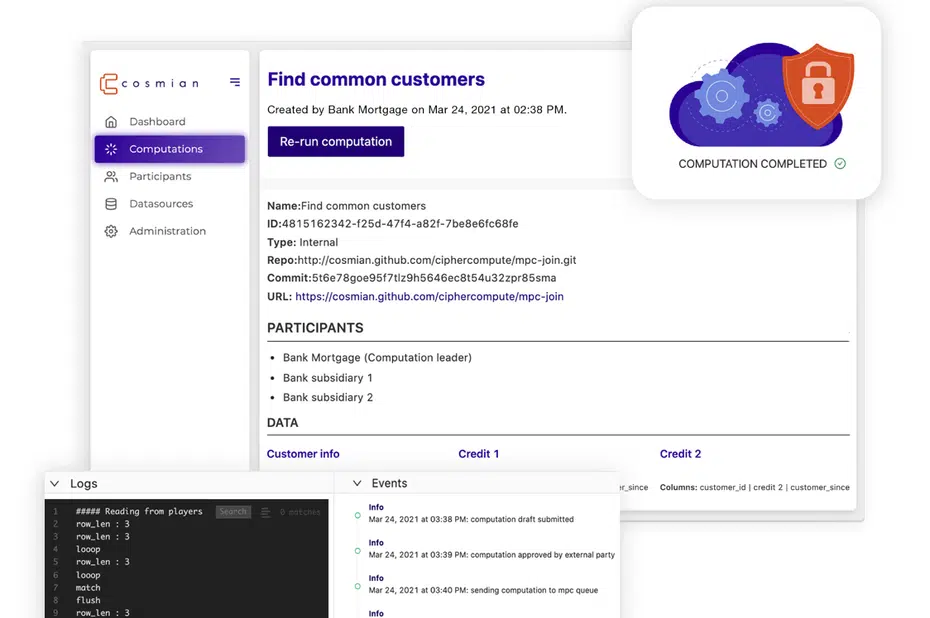 cosmian
Dashboard
Computations
Participants
Datasources
Administration
Find common customers
Created by Bank Mortgage on Mar 24, 2021 at 02:38 PM.
Re-run computation
COMPUTATION COMPLETED
Name:Find common customers
ID:4815162342-f25d-47f4-a82f-7be8e6fc68fe
Type: Internal
Repo:http://cosmian.github.com/ciphercompute/mpc-join.git
Commit:5t6e78goe95f7tlz9h5646ec8t54u32zpr85sma
URL: https://cosmian.github.com/ciphercompute/mpc-join
PARTICIPANTS
• Bank Mortgage (Computation leader)
• Bank subsidiary 1
• Bank subsidiary 2
DATA
Customer info Credit 1 Credit 2
er_since Columns: customer_id | credit 2 | customer_since
Logs
1 ##### Reading from players Search 0 matches
2 row_len : 3
3 row_len : 3
4 looop
5 row_len : 3
6 looop
7 match
8 flush
9 row_len : 3
Events
Info
Mar 24, 2021 at 03:38 PM: computation draft submitted
Info
Mar 24, 2021 at 03:39 PM: computation approved by external party
Info
Mar 24, 2021 at 03:40 PM: sending computation to mpc queue
Info